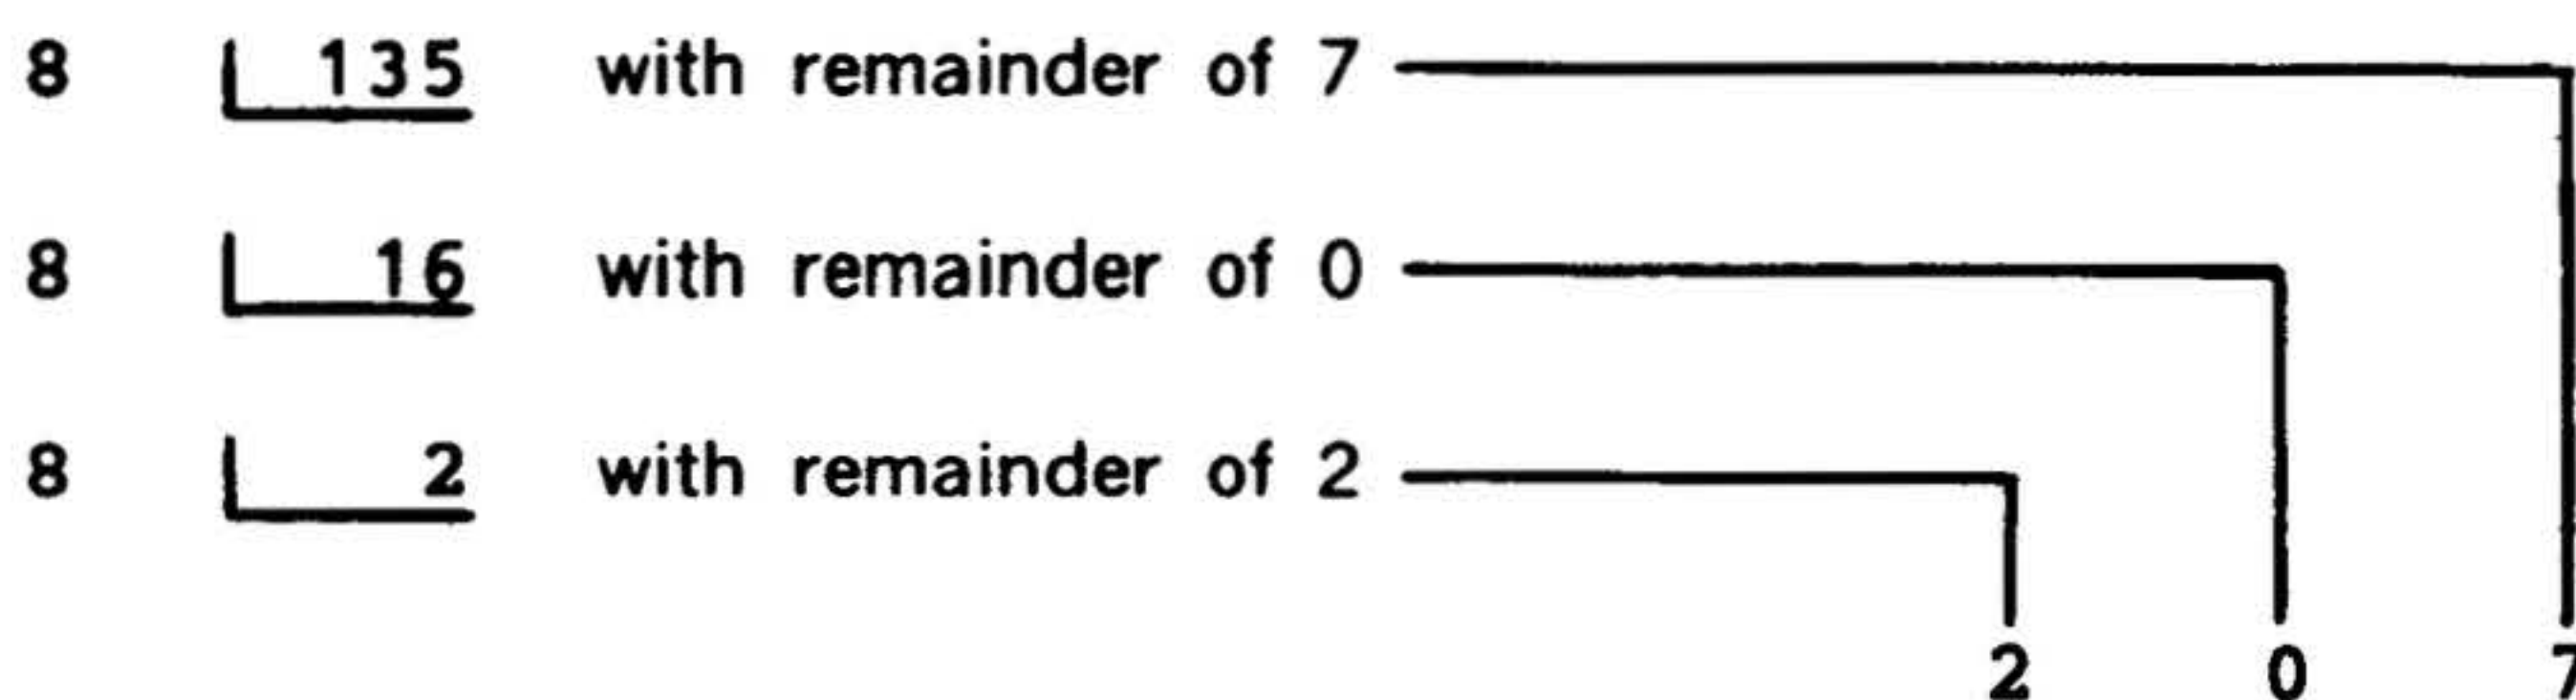 8 135 with remainder of 7
8 16 with remainder of 0
8 2 with remainder of 2
2 0 7